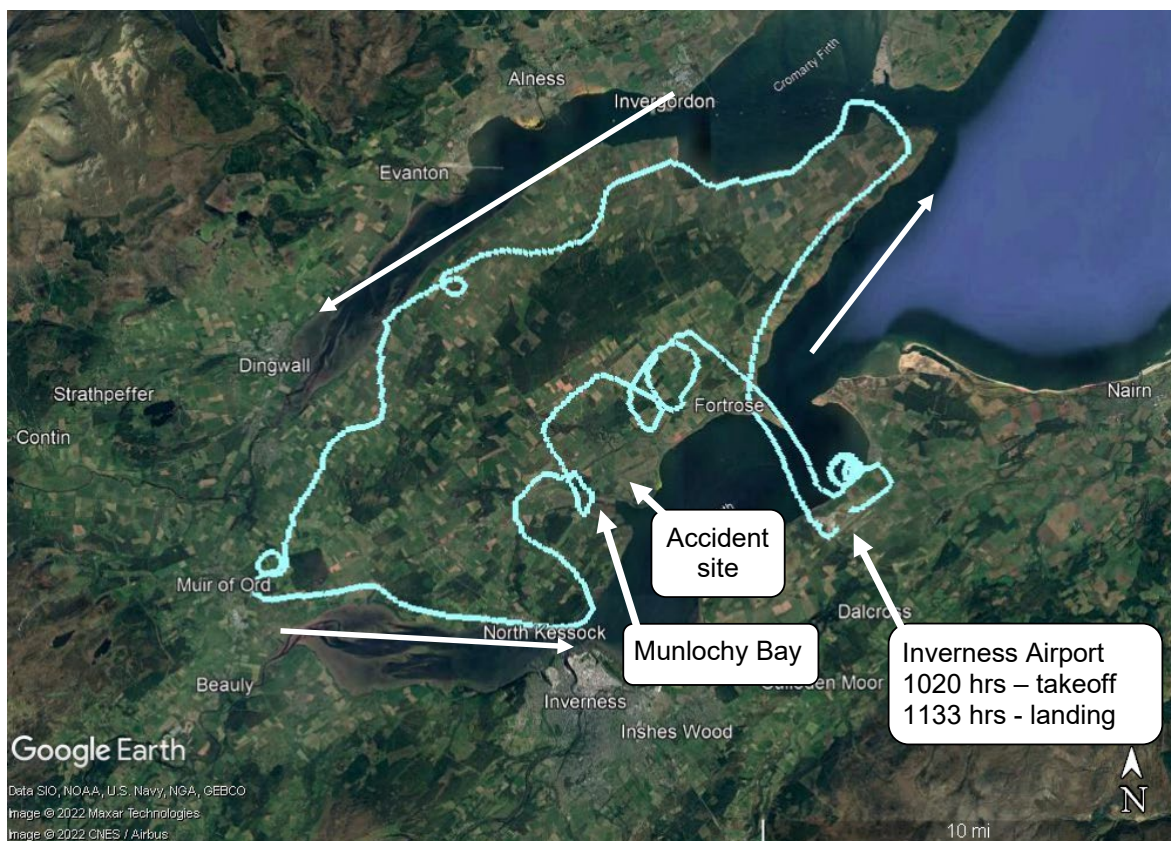 Cromarty Firth
Alness
Invergordon
Evanton
Dingwall
Strathpeffer
Contin
Nairn
Fortrose
Accident
site
Muir of Ord
Dalcross
North Kessock
Munlochy Bay
Beauly
Culloden Moor
Inverness Airport
1020 hrs – takeoff
1133 hrs - landing
Inverness
Inshes Wood
Google Earth
Data SIO, NOAA, U.S. Navy, NGA, GEBCO
Image © 2022 Maxar Technologies
Image © 2022 CNES / Airbus
N
10 mi